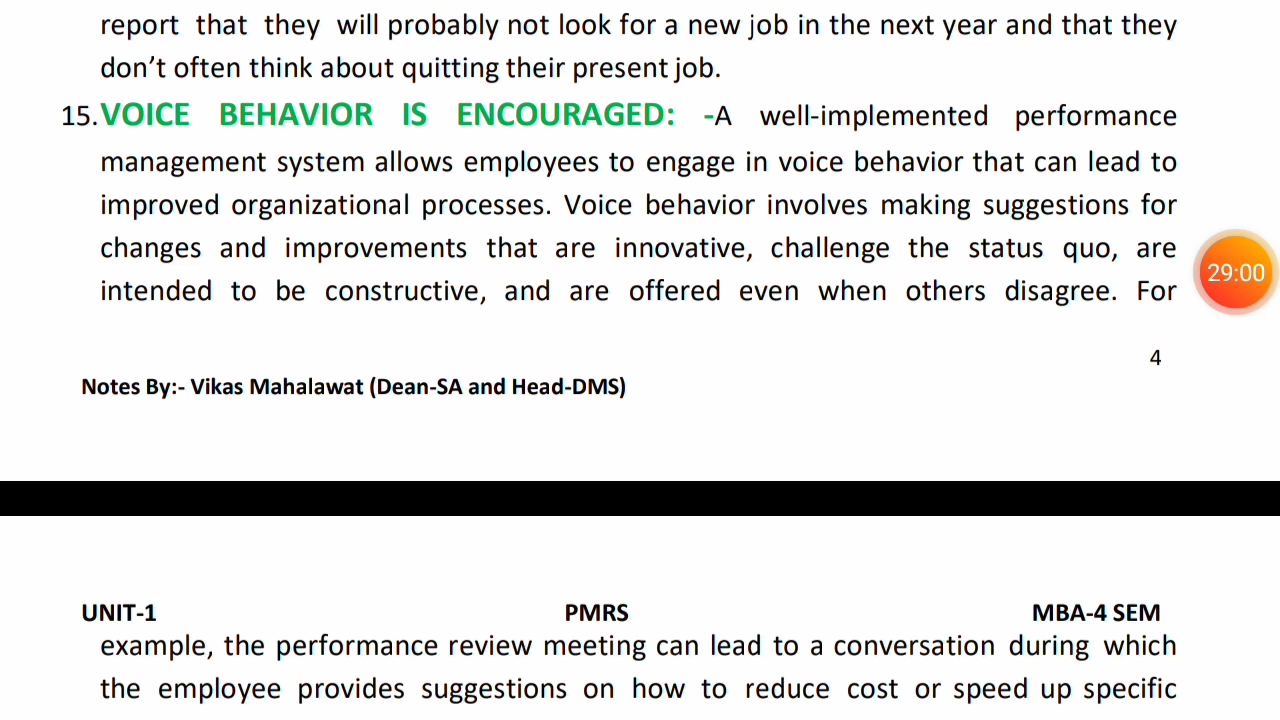 report that they will probably not look for a new job in the next year and that they
don’t often think about quitting their present job.
15. VOICE BEHAVIOR IS ENCOURAGED: -A well-implemented performance
management system allows employees to engage in voice behavior that can lead to
improved organizational processes. Voice behavior involves making suggestions for
changes and improvements that are innovative, challenge the status quo, are
intended to be constructive, and are offered even when others disagree. For
29:00
4
Notes By:- Vikas Mahalawat (Dean-SA and Head-DMS)
UNIT-1 PMRS MBA-4 SEM
example, the performance review meeting can lead to a conversation during which
the employee provides suggestions on how to reduce cost or speed up specific